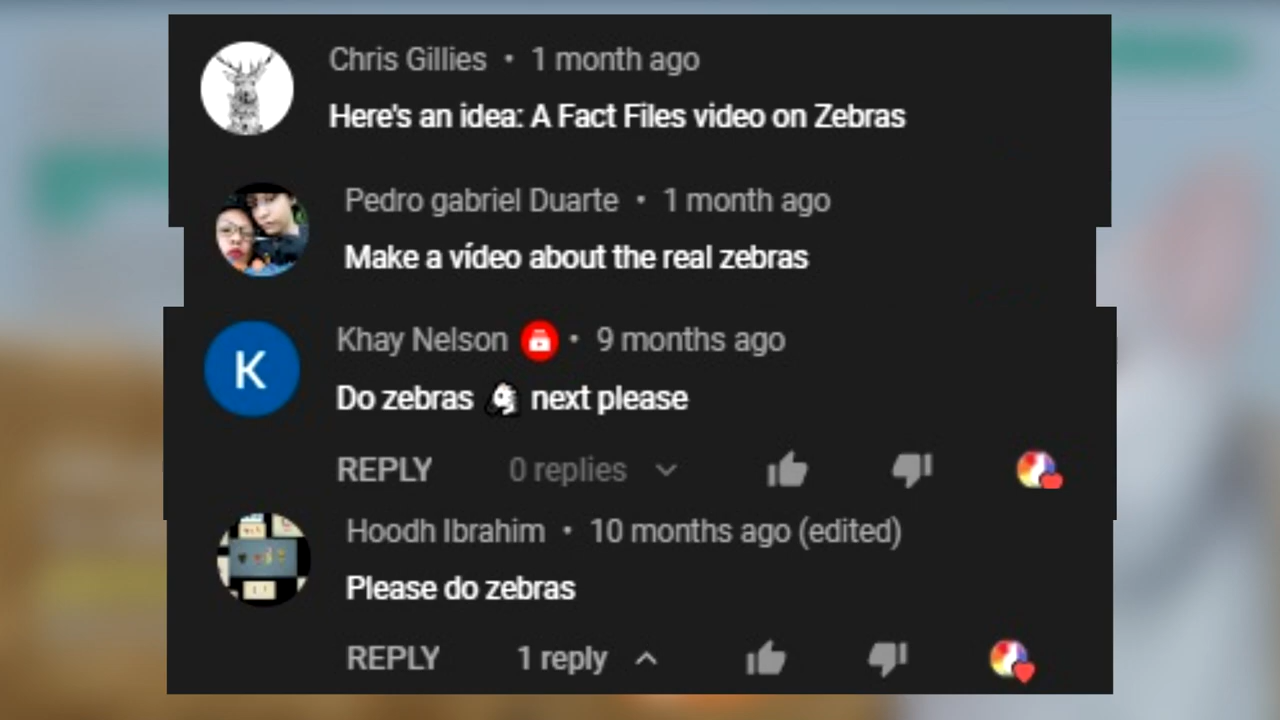 Chris Gillies • 1 month ago
Here's an idea: A Fact Files video on Zebras
Pedro gabriel Duarte • 1 month ago
Make a vídeo about the real zebras
K
Khay Nelson • 9 months ago
Do zebras next please
REPLY 0 replies
Hoodh Ibrahim • 10 months ago (edited)
Please do zebras
REPLY 1 reply